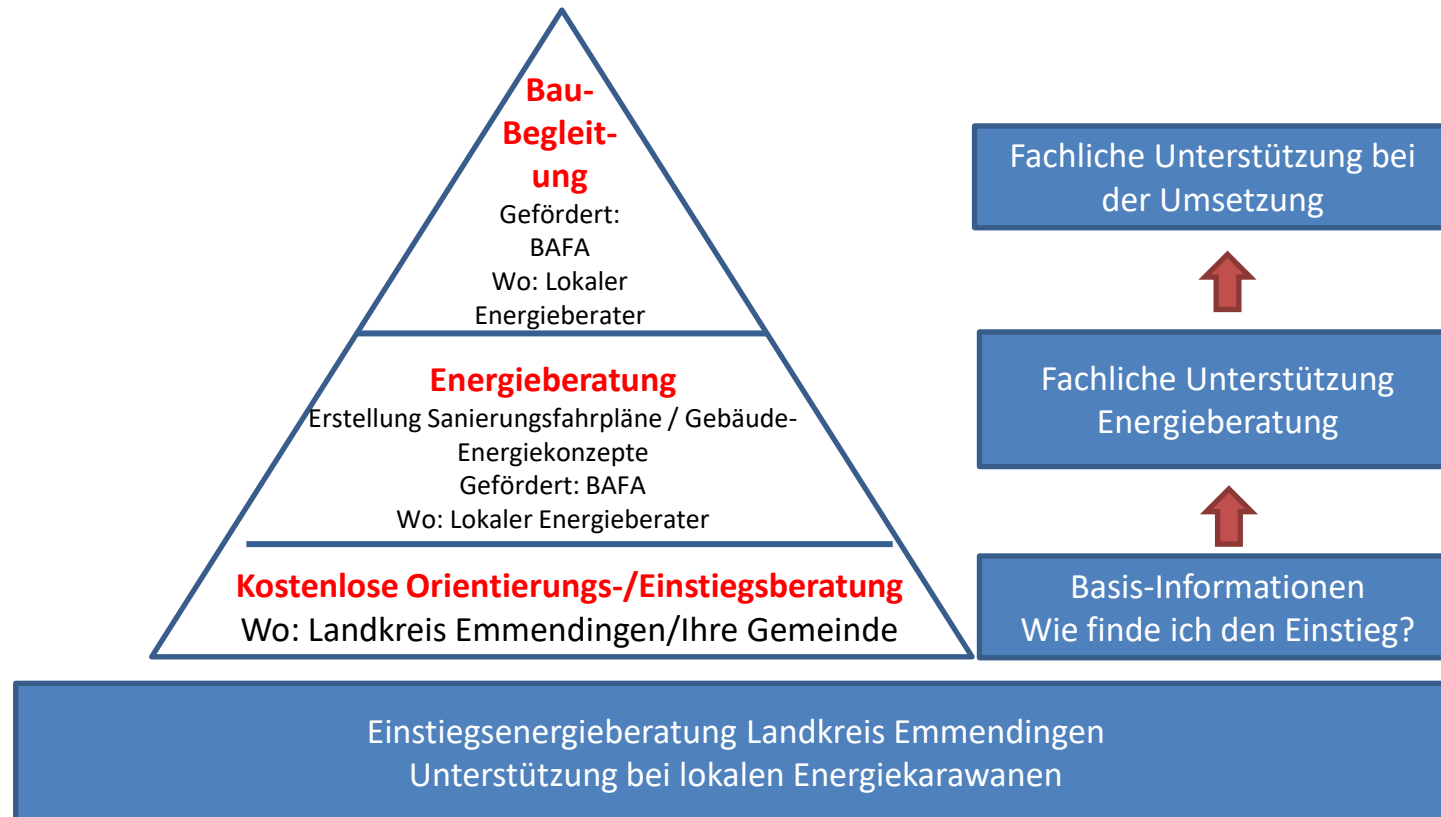 Bau-
Begleit-
ung
Gefördert:
BAFA
Wo: Lokaler
Energieberater
Energieberatung
Erstellung Sanierungsfahrpläne / Gebäude-
Energiekonzepte
Gefördert: BAFA
Wo: Lokaler Energieberater
Kostenlose Orientierungs-/Einstiegsberatung
Wo: Landkreis Emmendingen/Ihre Gemeinde
Fachliche Unterstützung bei
der Umsetzung
Fachliche Unterstützung
Energieberatung
Basis-Informationen
Wie finde ich den Einstieg?
Einstiegsenergieberatung Landkreis Emmendingen
Unterstützung bei lokalen Energiekarawanen